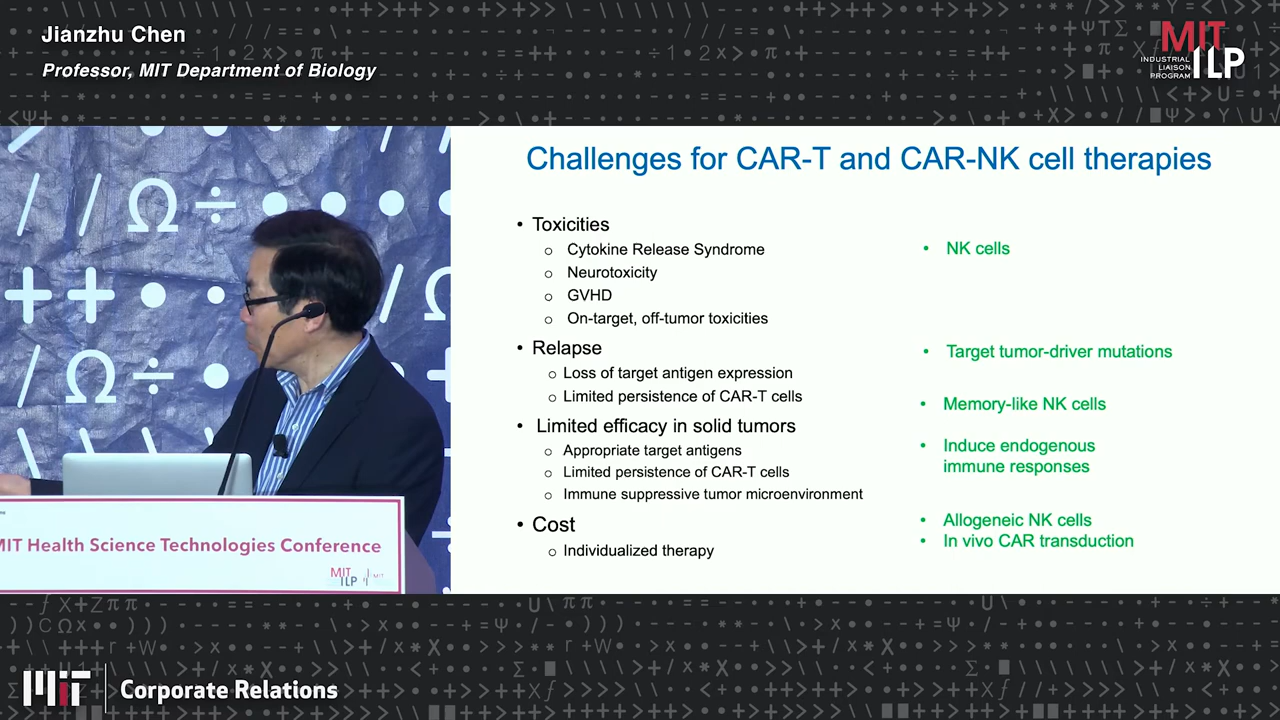 Jianzhu Chen
Professor, MIT Department of Biology
MIT
INDUSTRIAL
LIAISON
PROGRAM
ILP
Challenges for CAR-T and CAR-NK cell therapies
• Toxicities
o Cytokine Release Syndrome
o Neurotoxicity
o GVHD
o On-target, off-tumor toxicities
• NK cells
• Relapse
o Loss of target antigen expression
o Limited persistence of CAR-T cells
• Target tumor-driver mutations
• Memory-like NK cells
• Limited efficacy in solid tumors
o Appropriate target antigens
o Limited persistence of CAR-T cells
o Immune suppressive tumor microenvironment
• Induce endogenous
immune responses
• Cost
o Individualized therapy
• Allogeneic NK cells
• In vivo CAR transduction
MIT Health Science Technologies Conference
MIT
ILP
MIT
Corporate Relations